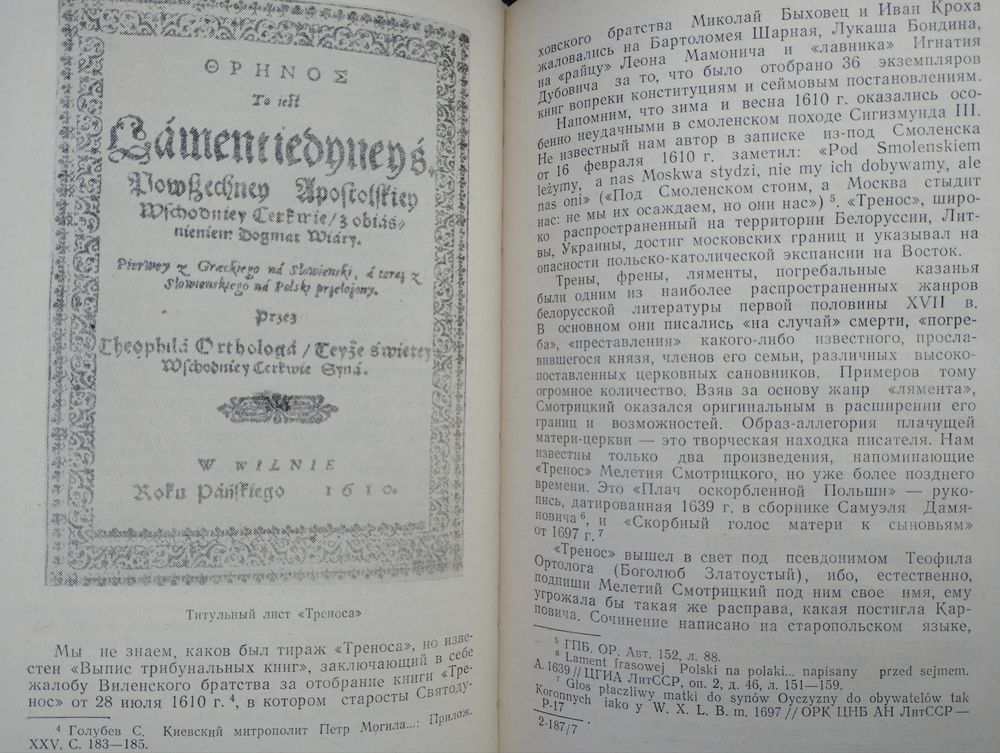 ΘΡΗΝΟΣ
To iest
Láment iedyney ś.
Powszechney Apostolskiey
Wschodniey Cerkwie / z obiáś=
nieniem Dogmat Wiáry.
Pierwey z Graeckiego ná Słowienski, á teraz z
Słowienskiego ná Polski przełożony.
Przez
Theophilá Orthologá / Teyże świętey
Wschodniey Cerkwie Syná.
W WILNIE
Roku Páńskiego 1610.
Титульный лист «Треноса»
Мы не знаем, каков был тираж «Треноса», но изве-
стен «Выпис трибунальных книг», заключающий в себе
жалобу Виленского братства за отобрание книги «Тре-
нос» от 28 июля 1610 г. ⁴, в котором старосты Святоду-
⁴ Голубев С. Киевский митрополит Петр Могила...: Прилож.
XXV. С. 183—185.
ховского братства Миколай Быховец и Иван Кроха
жаловались на Бартоломея Шарная, Лукаша Бондина,
на «райцу» Леона Мамонича и «лавника» Игнатия
Дубовича за то, что было отобрано 36 экземпляров
книг вопреки конституциям и сеймовым постановлениям.
Напомним, что зима и весна 1610 г. оказались осо-
бенно неудачными в смоленском походе Сигизмунда III.
Не известный нам автор в записке из-под Смоленска
от 16 февраля 1610 г. заметил: «Pod Smolenskiem
leżymy, a nas Moskwa stydzi, nie my ich dobywamy, ale
nas oni» («Под Смоленском стоим, а Москва стыдит
нас: не мы их осаждаем, но они нас») ⁵. «Тренос», широ-
ко распространенный на территории Белоруссии, Лит-
вы, Украины, достиг московских границ и указывал на
опасности польско-католической экспансии на Восток.
Трены, френы, ляменты, погребальные казанья
были одним из наиболее распространенных жанров
белорусской литературы первой половины XVII в.
В основном они писались «на случай» смерти, «погре-
ба», «преставления» какого-либо известного, просла-
вившегося князя, членов его семьи, различных высоко-
поставленных церковных сановников. Примеров тому
огромное количество. Взяв за основу жанр «лямента»,
Смотрицкий оказался оригинальным в расширении его
границ и возможностей. Образ-аллегория плачущей
матери-церкви — это творческая находка писателя. Нам
известны только два произведения, напоминающие
«Тренос» Мелетия Смотрицкого, но уже более позднего
времени. Это «Плач оскорбленной Польши» — руко-
пись, датированная 1639 г. в сборнике Самуэля Дамя-
новича ⁶, и «Скорбный голос матери к сыновьям»
от 1697 г. ⁷
«Тренос» вышел в свет под псевдонимом Теофила
Ортолога (Боголюб Златоустый), ибо, естественно,
подпиши Мелетий Смотрицкий под ним свое имя, ему
угрожала бы такая же расправа, какая постигла Кар-
повича. Сочинение написано на старопольском языке,
⁵ ГПБ. ОР. Авт. 152, л. 88.
⁶ Lament frasowej Polski na polaki... napisany przed sejmem.
A. 1639 // ЦГИА ЛитССР, оп. 2, д. 46, л. 151—159.
⁷ Głos płaczliwy matki do synów Oyczyzny do obywatelów tak
Koronnych iako y W. X. L. B. m. 1697 // ОРК ЦНБ АН ЛитССР —
P-17
2-187/7